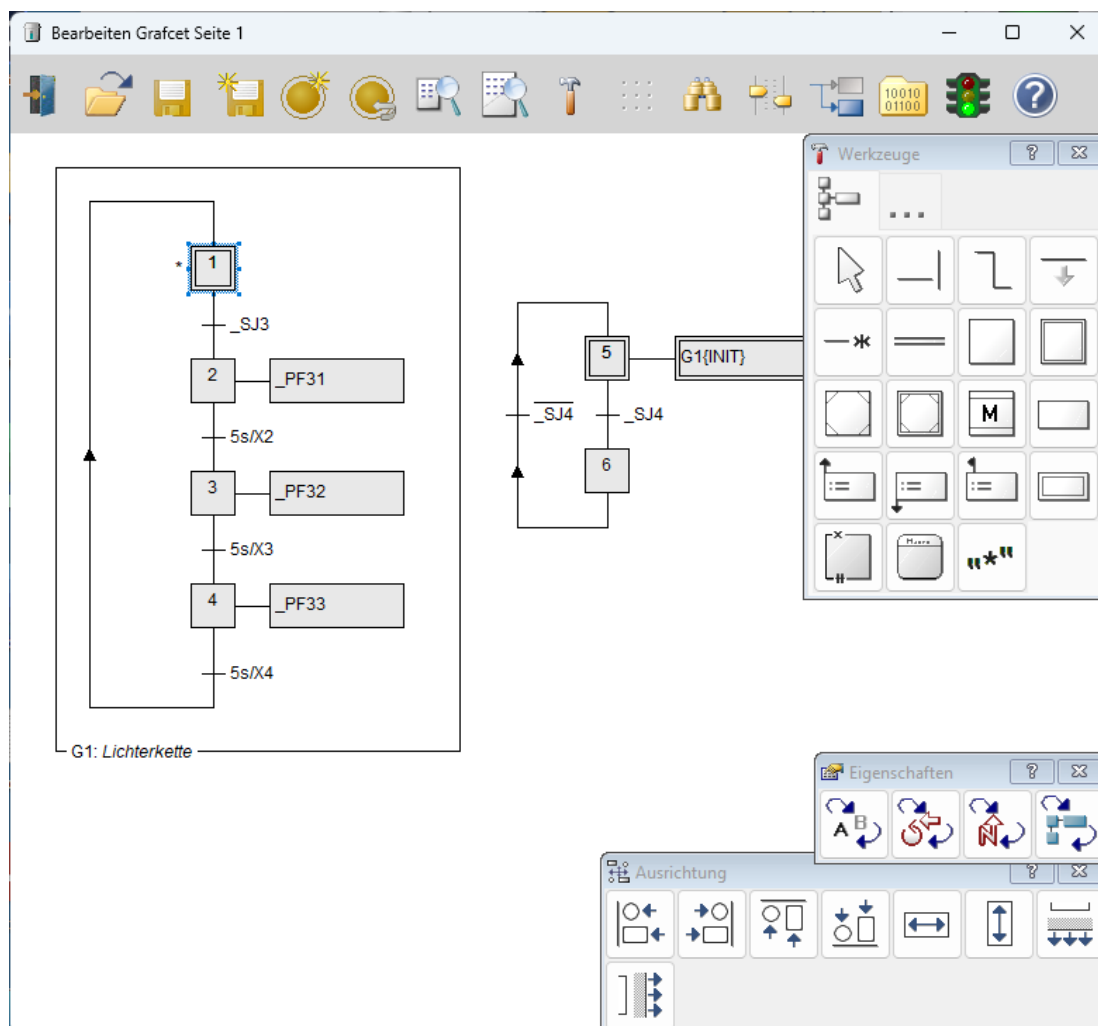 Bearbeiten Grafcet Seite 1
10010
01100
Werkzeuge
...
M
:=
:=
:=
Macro
"*"
*
1
_SJ3
2
_PF31
5s/X2
3
_PF32
5s/X3
4
_PF33
5s/X4
G1: Lichterkette
5
G1{INIT}
_SJ4
_SJ4
6
Eigenschaften
A B
N
Ausrichtung